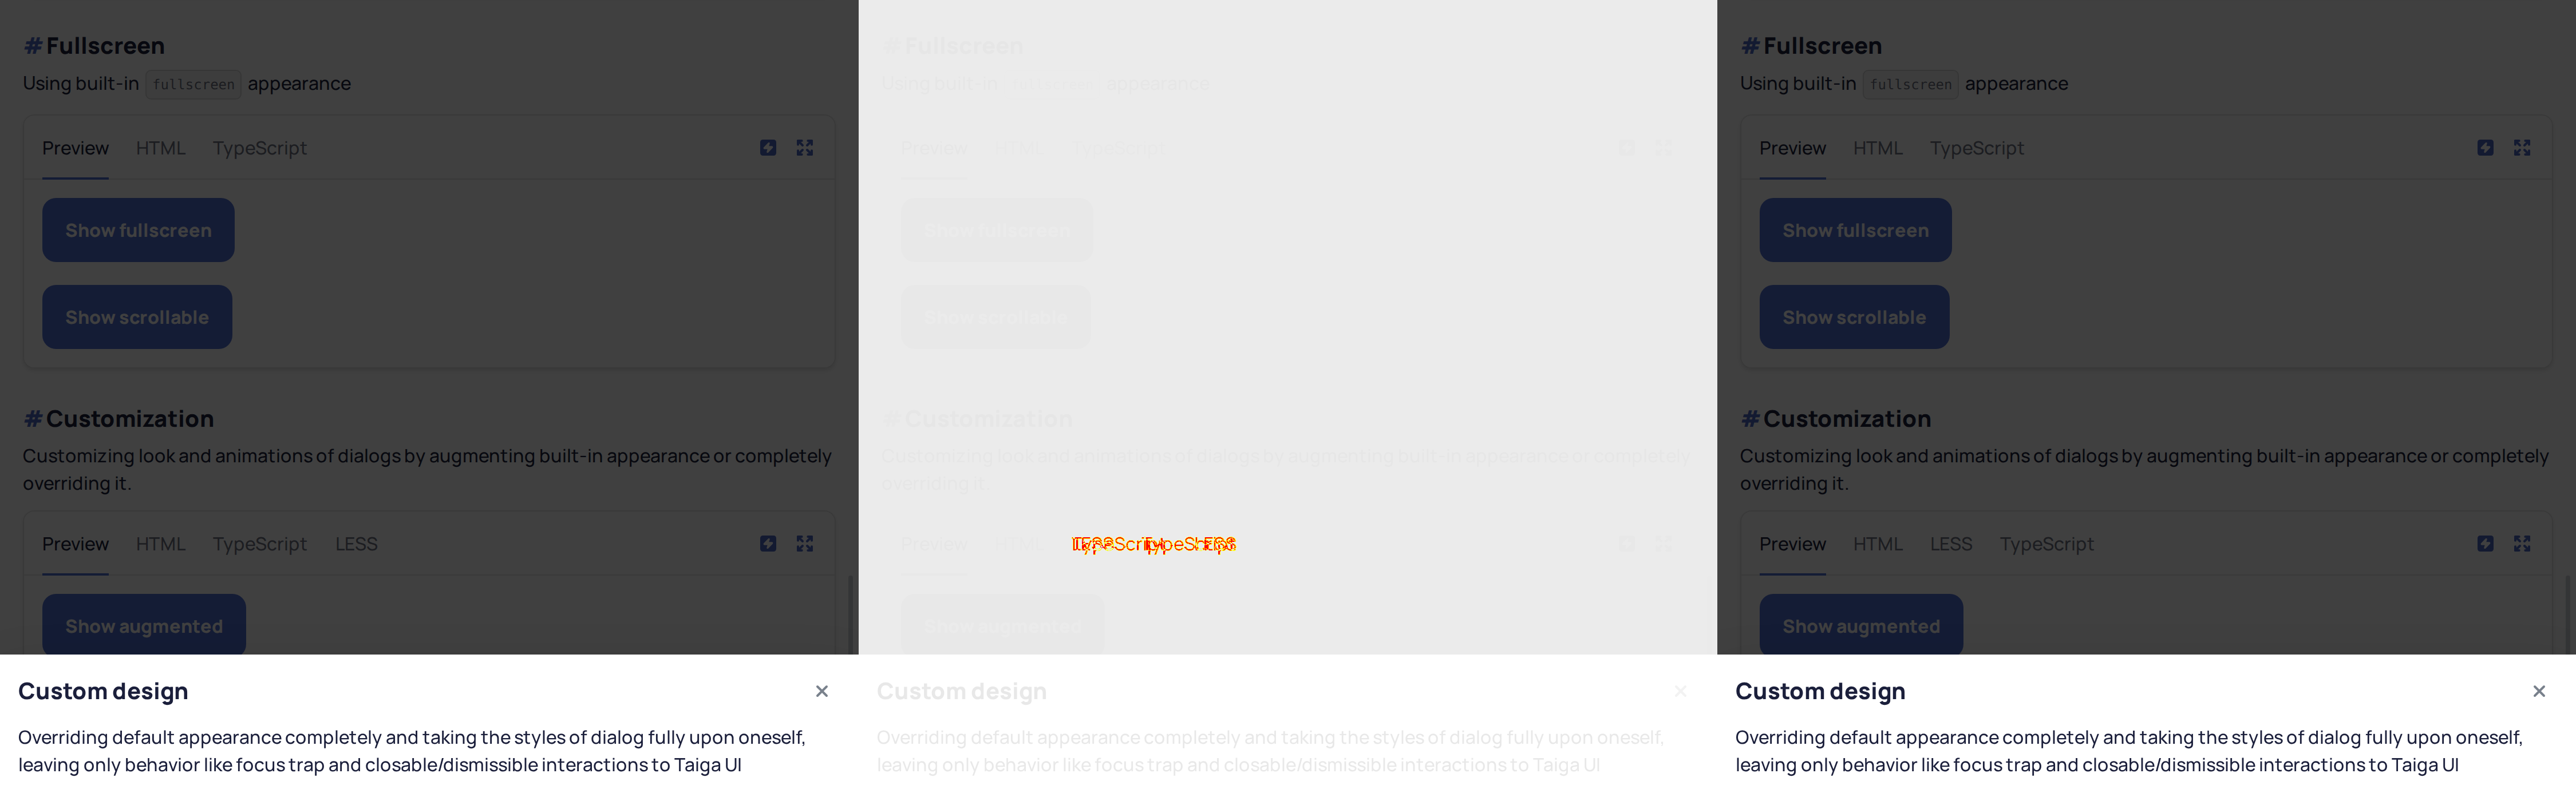 #Fullscreen
Using built-in fullscreen appearance
Preview HTML TypeScript
Show fullscreen
Show scrollable
#Customization
Customizing look and animations of dialogs by augmenting built-in appearance or completely
overriding it.
Preview HTML TypeScript LESS
Show augmented
Custom design
Overriding default appearance completely and taking the styles of dialog fully upon oneself,
leaving only behavior like focus trap and closable/dismissible interactions to Taiga UI
#Fullscreen
Using built-in fullscreen appearance
Preview HTML TypeScript
Show fullscreen
Show scrollable
#Customization
Customizing look and animations of dialogs by augmenting built-in appearance or completely
overriding it.
Preview HTML
Show augmented
Custom design
Overriding default appearance completely and taking the styles of dialog fully upon oneself,
leaving only behavior like focus trap and closable/dismissible interactions to Taiga UI
#Fullscreen
Using built-in fullscreen appearance
Preview HTML TypeScript
Show fullscreen
Show scrollable
#Customization
Customizing look and animations of dialogs by augmenting built-in appearance or completely
overriding it.
Preview HTML LESS TypeScript
Show augmented
Custom design
Overriding default appearance completely and taking the styles of dialog fully upon oneself,
leaving only behavior like focus trap and closable/dismissible interactions to Taiga UI